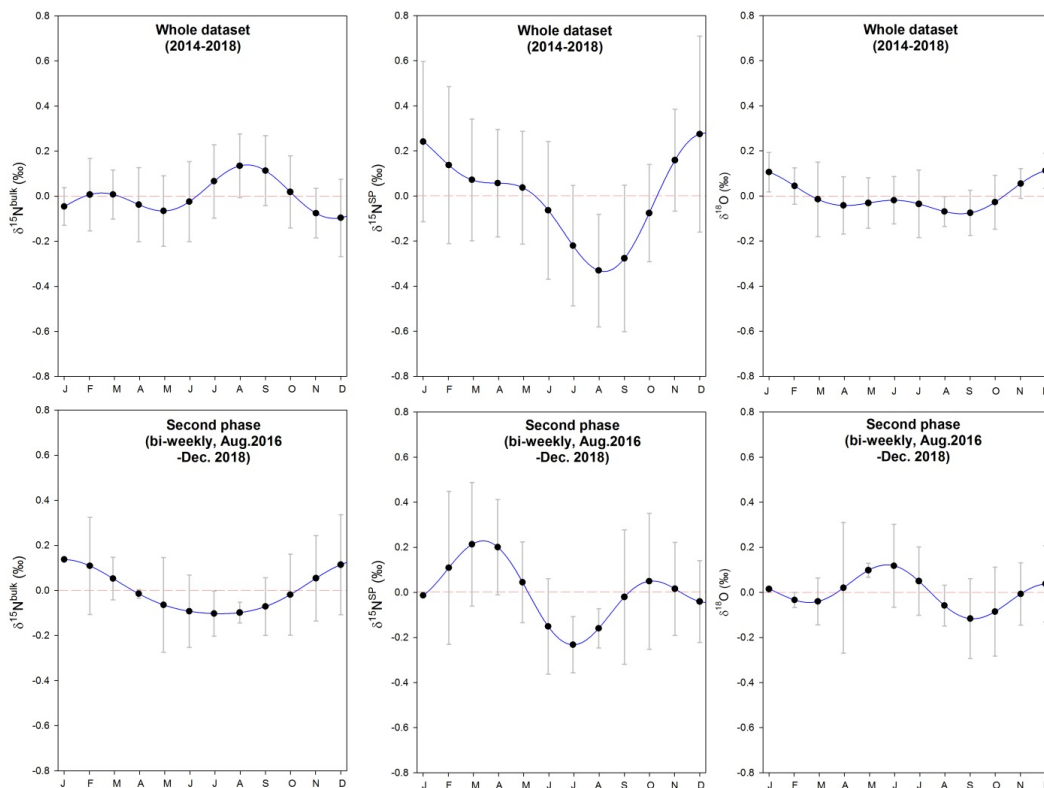 0.8
0.6
0.4
0.2
0.0
-0.2
-0.4
-0.6
-0.8
δ¹⁵Nᵇᵘˡᵏ (‰)
Whole dataset
(2014-2018)
J F M A M J J A S O N D
0.8
0.6
0.4
0.2
0.0
-0.2
-0.4
-0.6
-0.8
δ¹⁵Nˢᴾ (‰)
Whole dataset
(2014-2018)
J F M A M J J A S O N D
0.8
0.6
0.4
0.2
0.0
-0.2
-0.4
-0.6
-0.8
δ¹⁸O (‰)
Whole dataset
(2014-2018)
J F M A M J J A S O N
0.8
0.6
0.4
0.2
0.0
-0.2
-0.4
-0.6
-0.8
δ¹⁵Nᵇᵘˡᵏ (‰)
Second phase
(bi-weekly, Aug.2016
-Dec. 2018)
J F M A M J J A S O N D
0.8
0.6
0.4
0.2
0.0
-0.2
-0.4
-0.6
-0.8
δ¹⁵Nˢᴾ (‰)
Second phase
(bi-weekly, Aug.2016
-Dec. 2018)
J F M A M J J A S O N D
0.8
0.6
0.4
0.2
0.0
-0.2
-0.4
-0.6
-0.8
δ¹⁸O (‰)
Second phase
(bi-weekly, Aug.2016
-Dec. 2018)
J F M A M J J A S O N